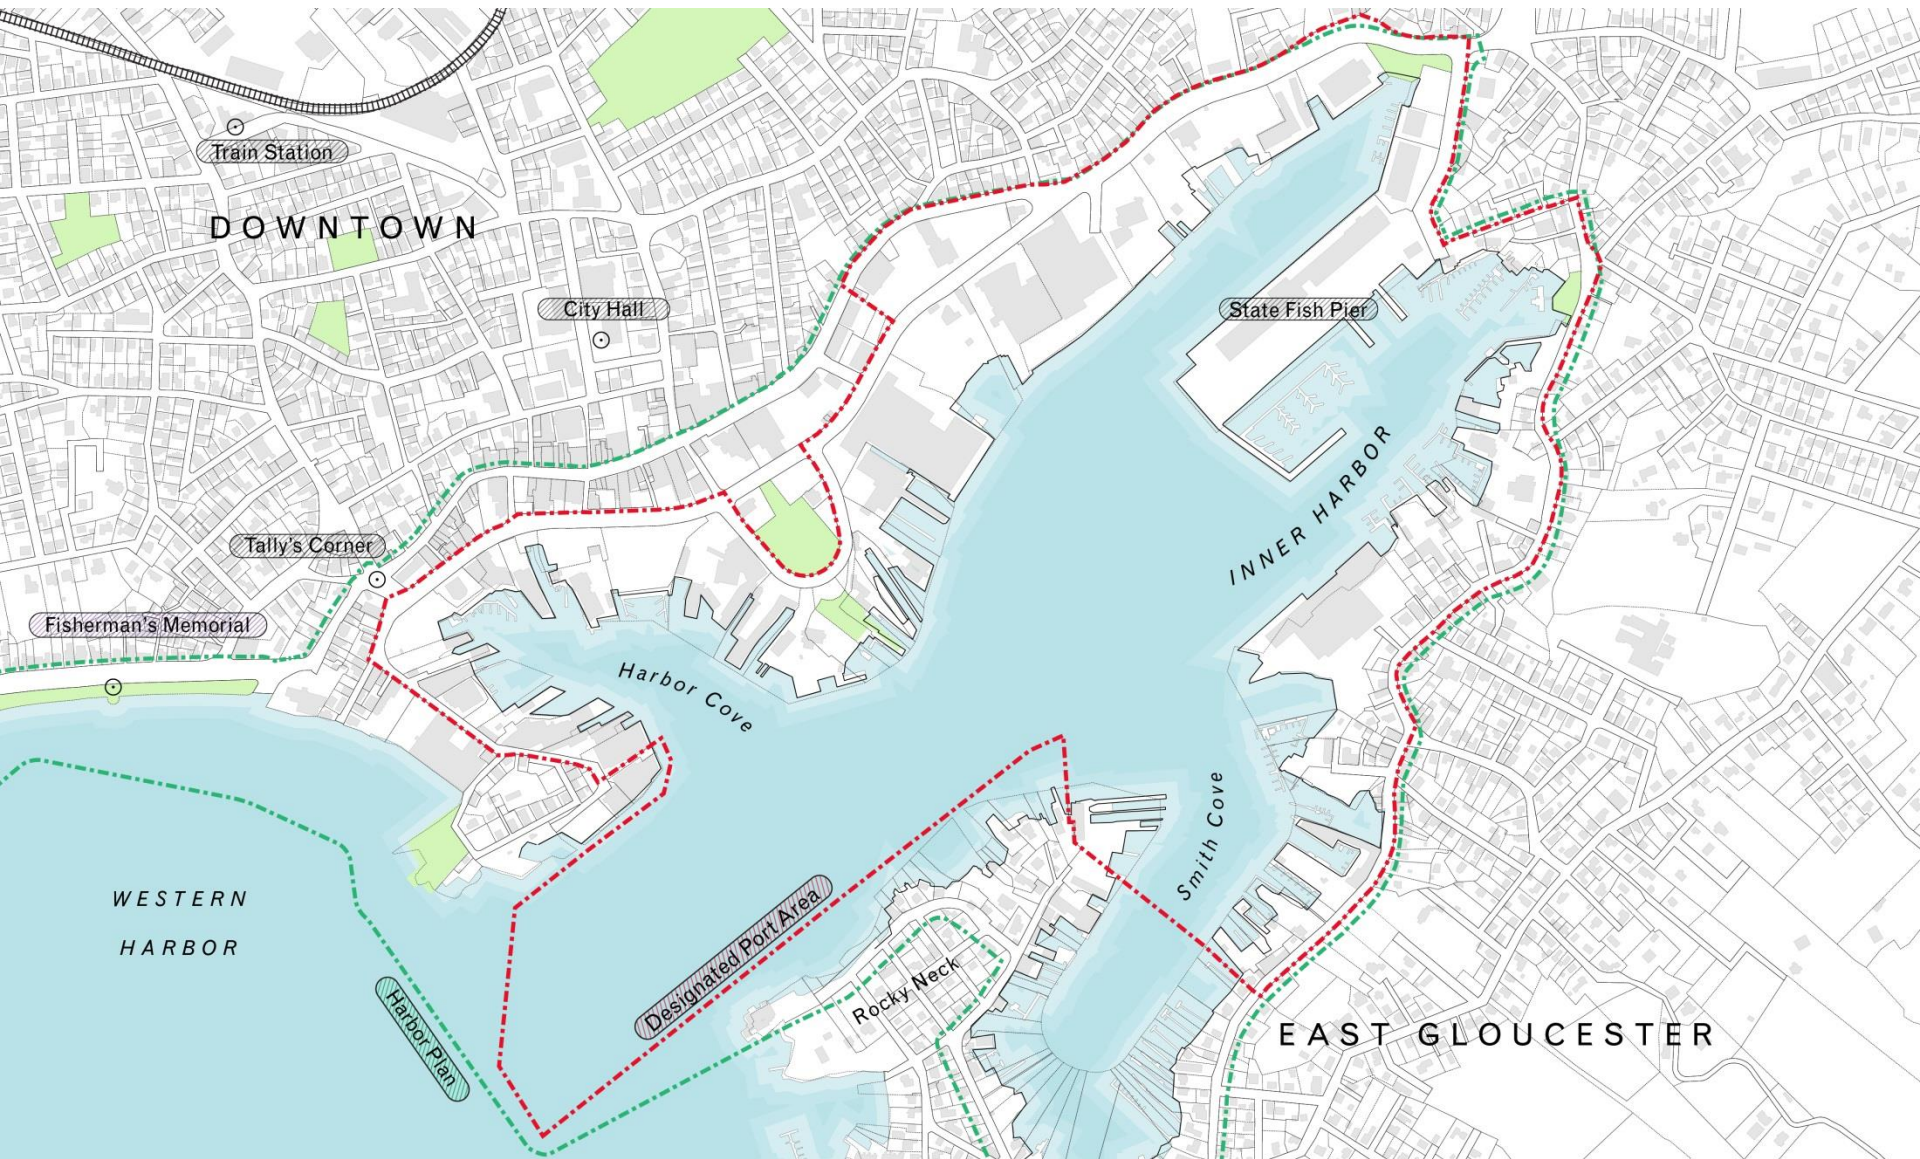 Train Station
DOWNTOWN
City Hall
State Fish Pier
INNER HARBOR
Tally's Corner
Fisherman's Memorial
Harbor Cove
Smith Cove
WESTERN
HARBOR
Designated Port Area
Rocky Neck
Harbor Plan
EAST GLOUCESTER